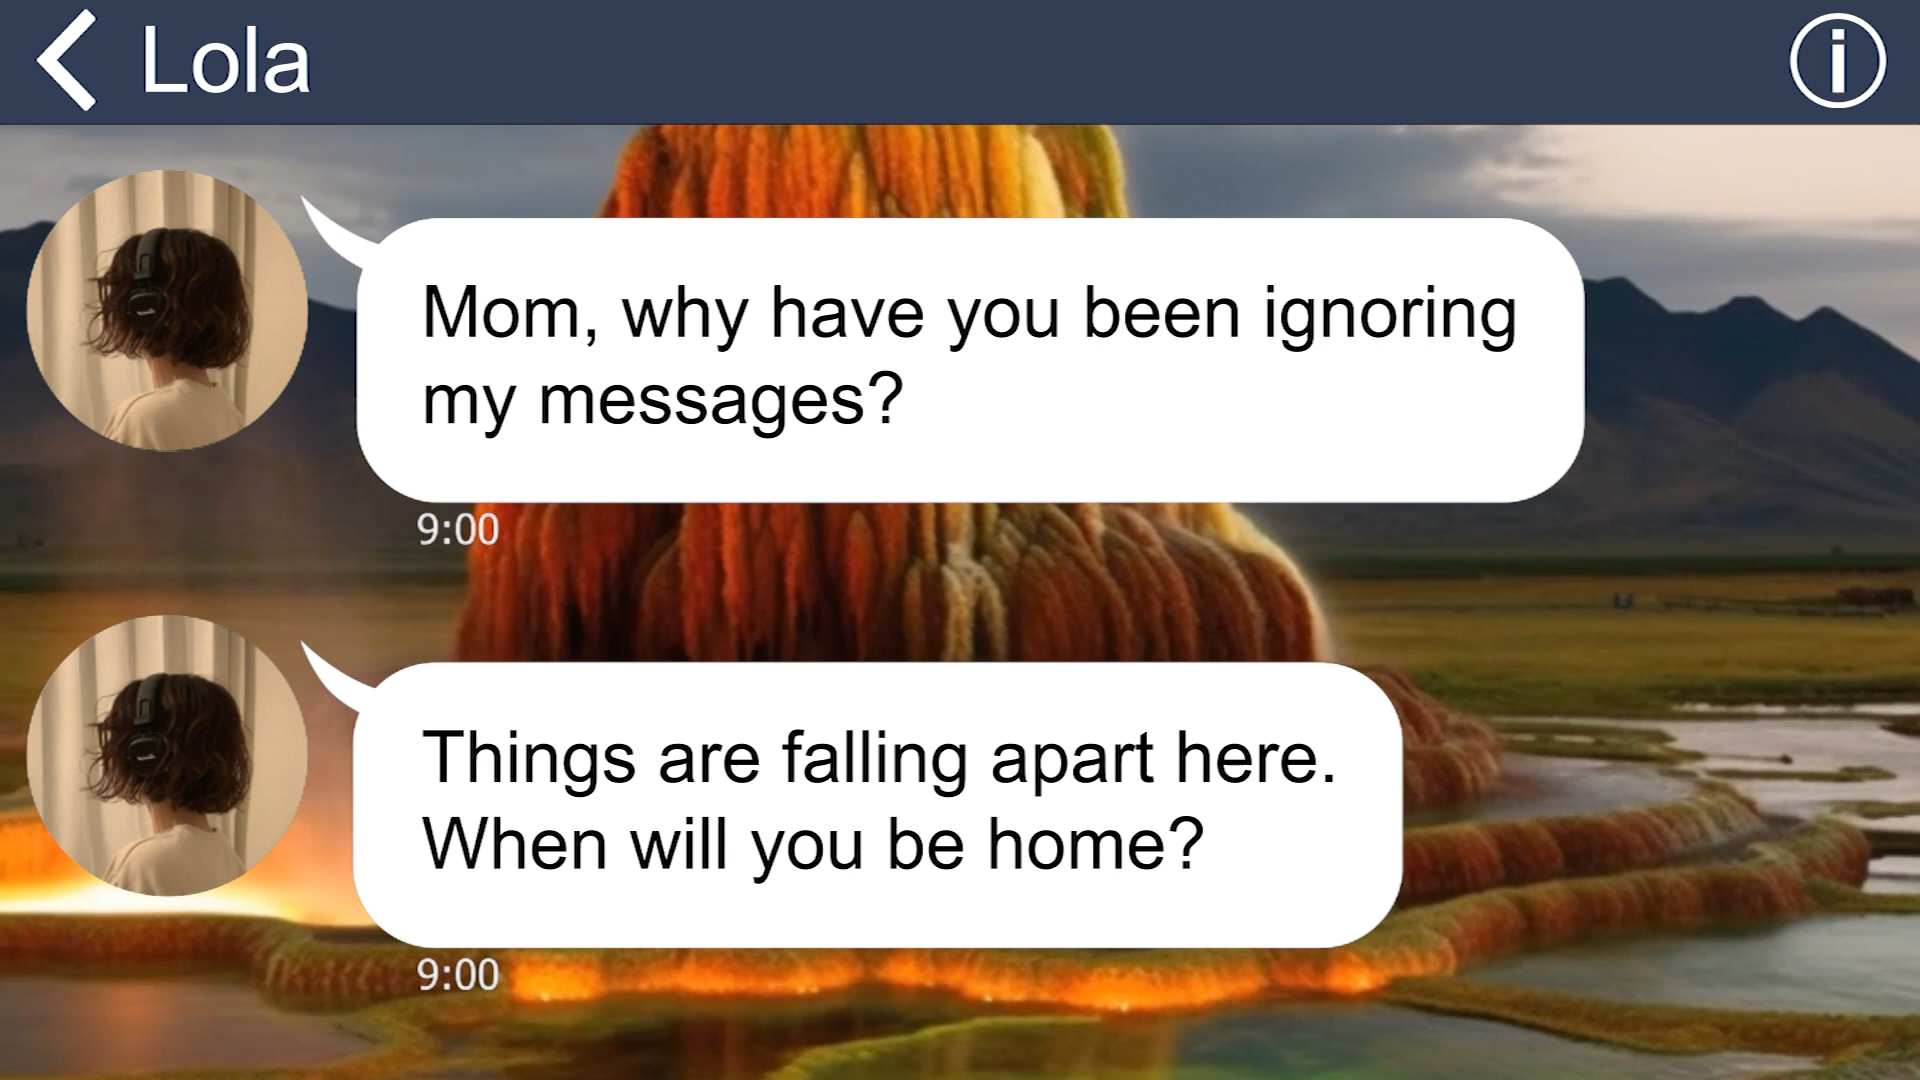 Lola
Mom, why have you been ignoring
my messages?
9:00
Things are falling apart here.
When will you be home?
9:00